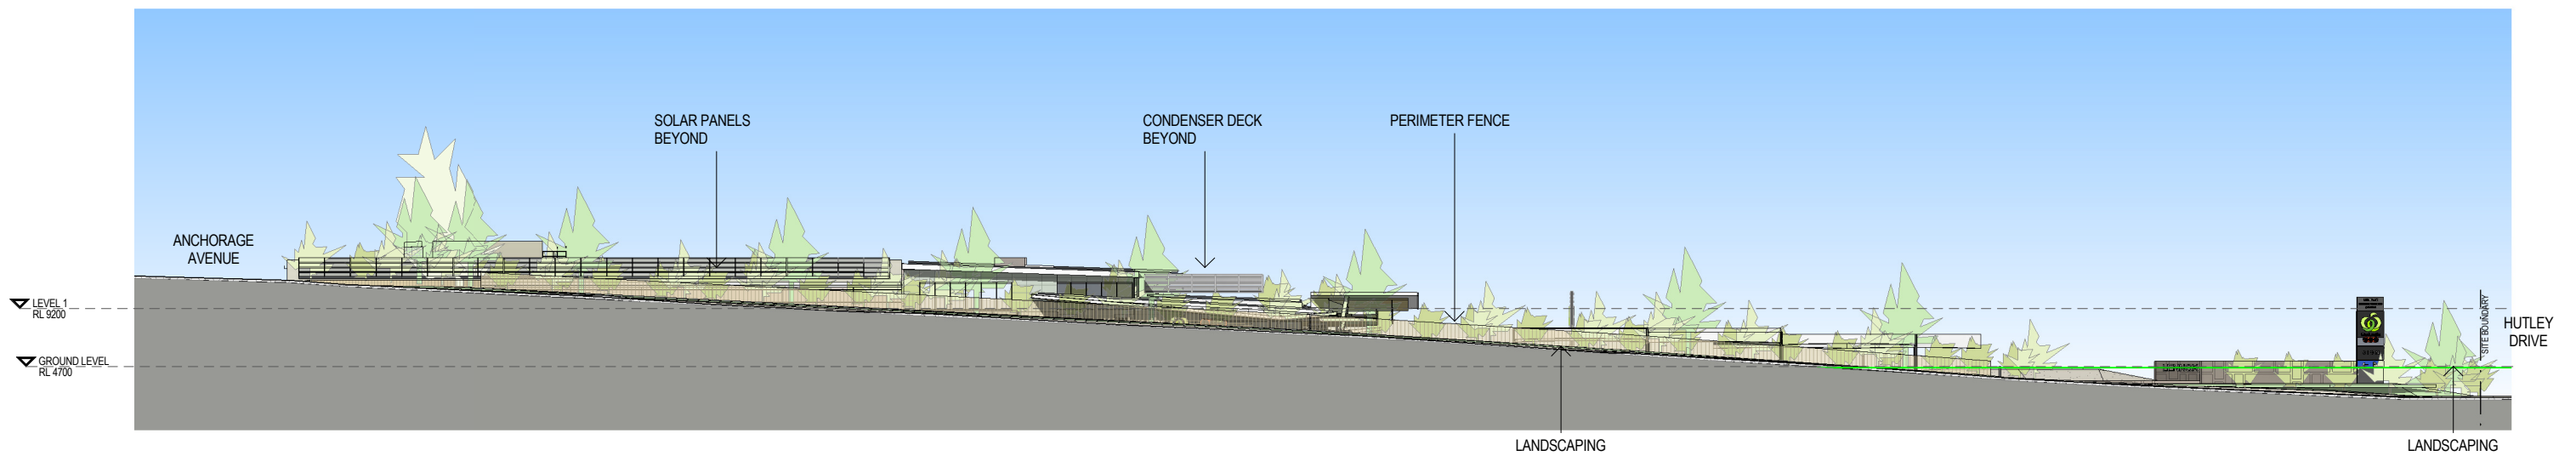 SOLAR PANELS
BEYOND
CONDENSER DECK
BEYOND
PERIMETER FENCE
ANCHORAGE
AVENUE
LEVEL 1
RL 9200
GROUND LEVEL
RL 4700
SITE BOUNDARY
HUTLEY
DRIVE
LANDSCAPING
LANDSCAPING